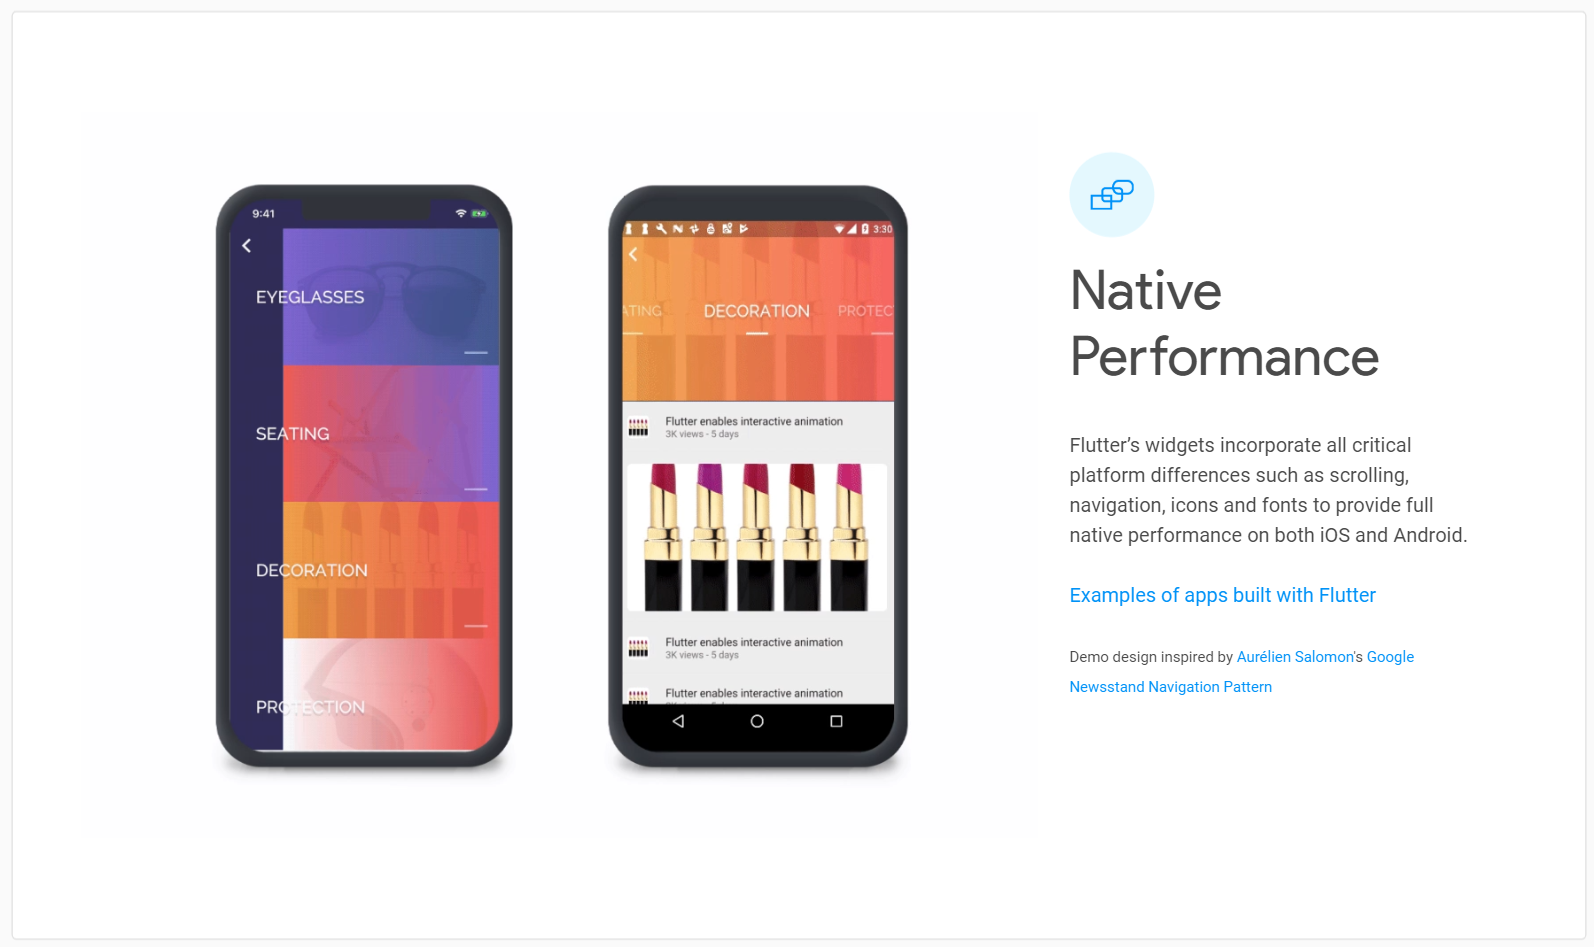 9:41
EYEGLASSES
SEATING
DECORATION
PROTECTION
3:30
ATING DECORATION PROTEC
Flutter enables interactive animation
3K views - 5 days
Flutter enables interactive animation
3K views - 5 days
Flutter enables interactive animation
Native
Performance
Flutter’s widgets incorporate all critical
platform differences such as scrolling,
navigation, icons and fonts to provide full
native performance on both iOS and Android.
Examples of apps built with Flutter
Demo design inspired by Aurélien Salomon's Google
Newsstand Navigation Pattern